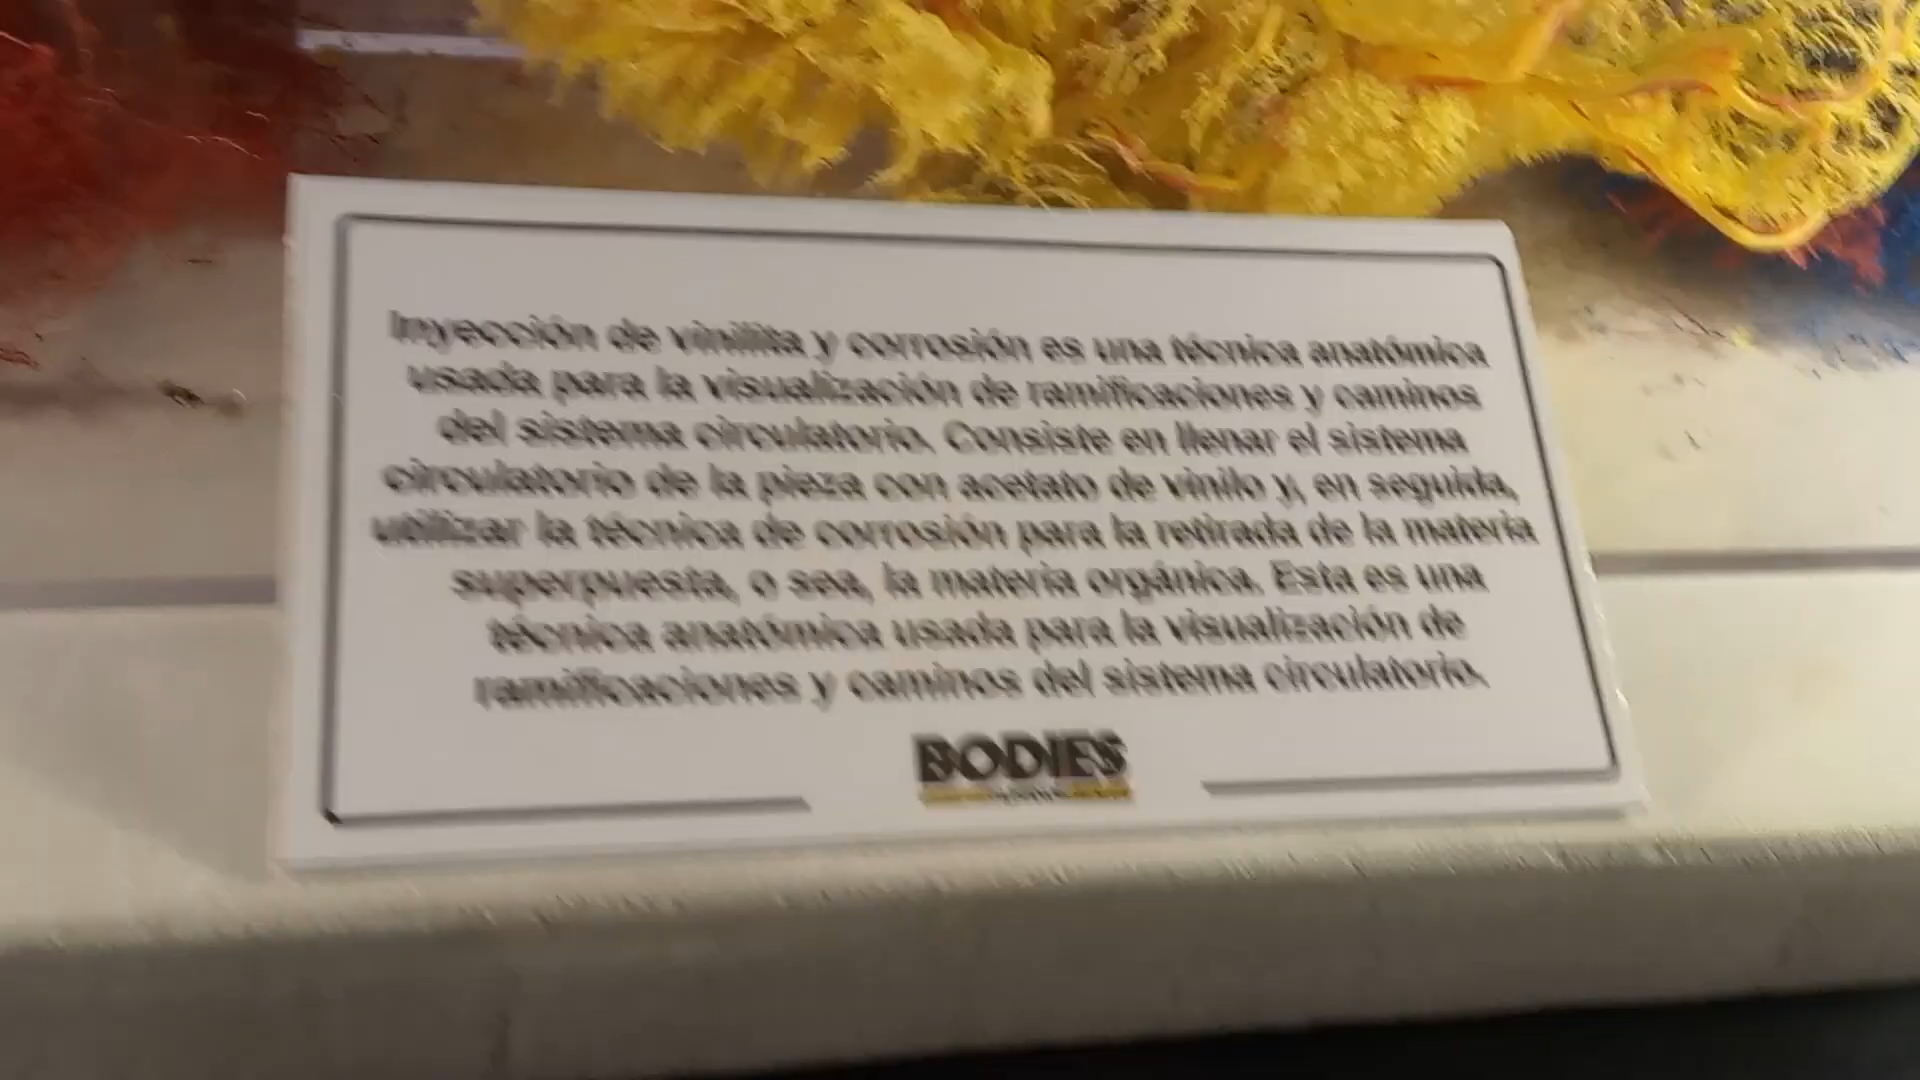 Inyección de vinilita y corrosión es una técnica anatómica
usada para la visualización de ramificaciones y caminos
del sistema circulatorio. Consiste en llenar el sistema
circulatorio de la pieza con acetato de vinilo y, en seguida,
utilizar la técnica de corrosión para la retirada de la materia
superpuesta, o sea, la materia orgánica. Esta es una
técnica anatómica usada para la visualización de
ramificaciones y caminos del sistema circulatorio.
BODIES